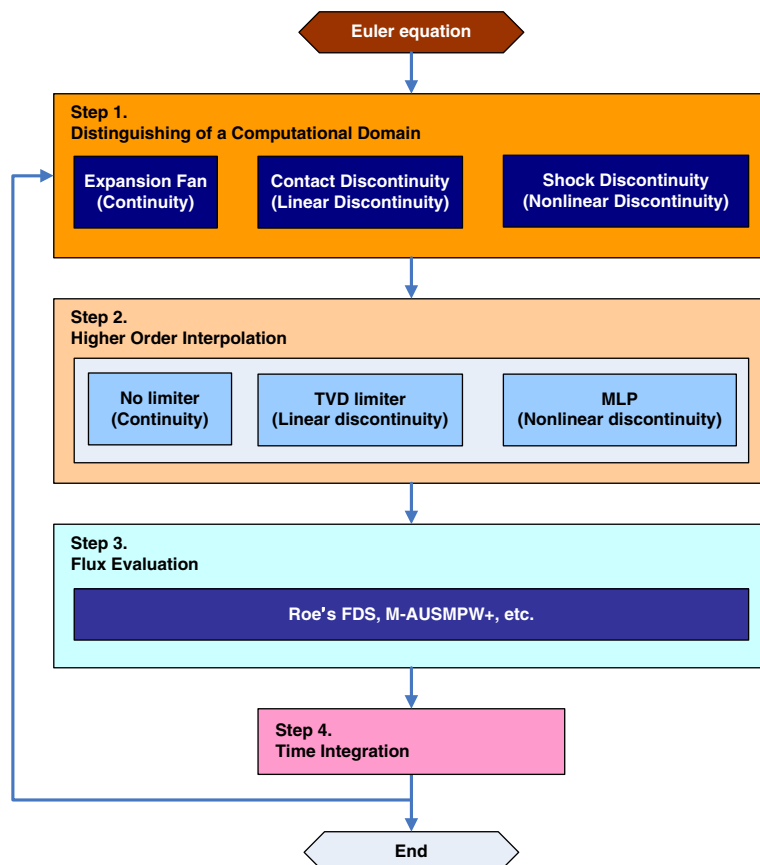 Euler equation
Step 1.
Distinguishing of a Computational Domain
Expansion Fan
(Continuity)
Contact Discontinuity
(Linear Discontinuity)
Shock Discontinuity
(Nonlinear Discontinuity)
Step 2.
Higher Order Interpolation
No limiter
(Continuity)
TVD limiter
(Linear discontinuity)
MLP
(Nonlinear discontinuity)
Step 3.
Flux Evaluation
Roe's FDS, M-AUSMPW+, etc.
Step 4.
Time Integration
End